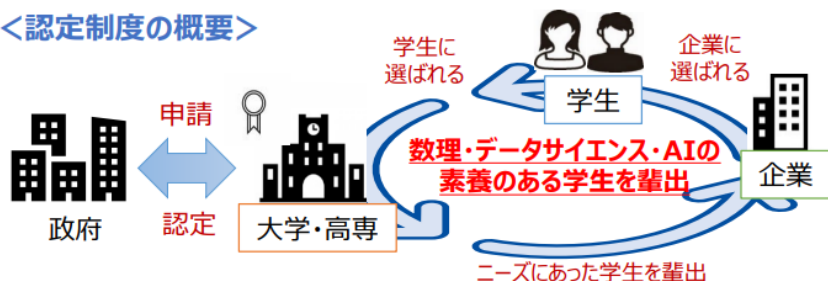 <認定制度の概要>
学生に
選ばれる
企業に
選ばれる
学生
申請
数理・データサイエンス・AIの
素養のある学生を輩出
企業
政府
認定
大学・高専
ニーズにあった学生を輩出